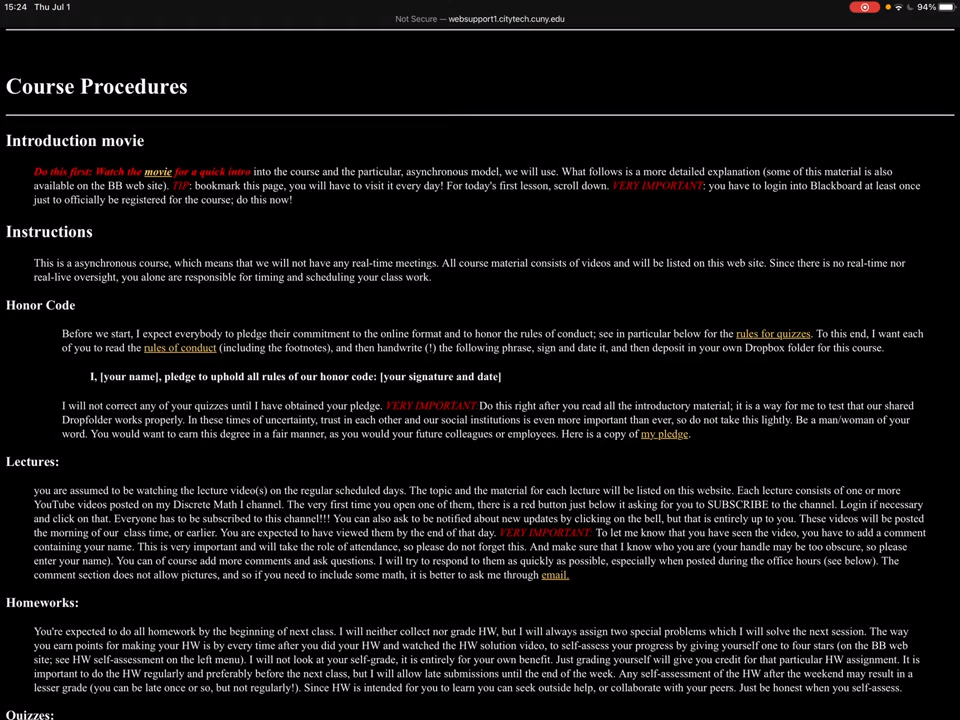 15:24 Thu Jul 1
Not Secure — websupport1.citytech.cuny.edu
94%
Course Procedures
Introduction movie
Do this first: Watch the movie for a quick intro into the course and the particular, asynchronous model, we will use. What follows is a more detailed explanation (some of this material is also
available on the BB web site). TIP: bookmark this page, you will have to visit it every day! For today's first lesson, scroll down. VERY IMPORTANT: you have to login into Blackboard at least once
just to officially be registered for the course; do this now!
Instructions
This is a asynchronous course, which means that we will not have any real-time meetings. All course material consists of videos and will be listed on this web site. Since there is no real-time nor
real-live oversight, you alone are responsible for timing and scheduling your class work.
Honor Code
Before we start, I expect everybody to pledge their commitment to the online format and to honor the rules of conduct; see in particular below for the rules for quizzes. To this end, I want each
of you to read the rules of conduct (including the footnotes), and then handwrite (!) the following phrase, sign and date it, and then deposit in your own Dropbox folder for this course.
I, [your name], pledge to uphold all rules of our honor code: [your signature and date]
I will not correct any of your quizzes until I have obtained your pledge. VERY IMPORTANT Do this right after you read all the introductory material; it is a way for me to test that our shared
Dropfolder works properly. In these times of uncertainty, trust in each other and our social institutions is even more important than ever, so do not take this lightly. Be a man/woman of your
word. You would want to earn this degree in a fair manner, as you would your future colleagues or employees. Here is a copy of my pledge.
Lectures:
you are assumed to be watching the lecture video(s) on the regular scheduled days. The topic and the material for each lecture will be listed on this website. Each lecture consists of one or more
YouTube videos posted on my Discrete Math I channel. The very first time you open one of them, there is a red button just below it asking for you to SUBSCRIBE to the channel. Login if necessary
and click on that. Everyone has to be subscribed to this channel!!! You can also ask to be notified about new updates by clicking on the bell, but that is entirely up to you. These videos will be posted
the morning of our class time, or earlier. You are expected to have viewed them by the end of that day. VERY IMPORTANT: To let me know that you have seen the video, you have to add a comment
containing your name. This is very important and will take the role of attendance, so please do not forget this. And make sure that I know who you are (your handle may be too obscure, so please
enter your name). You can of course add more comments and ask questions. I will try to respond to them as quickly as possible, especially when posted during the office hours (see below). The
comment section does not allow pictures, and so if you need to include some math, it is better to ask me through email.
Homeworks:
You're expected to do all homework by the beginning of next class. I will neither collect nor grade HW, but I will always assign two special problems which I will solve the next session. The way
you earn points for making your HW is by every time after you did your HW and watched the HW solution video, to self-assess your progress by giving yourself one to four stars (on the BB web
site; see HW self-assessment on the left menu). I will not look at your self-grade, it is entirely for your own benefit. Just grading yourself will give you credit for that particular HW assignment. It is
important to do the HW regularly and preferably before the next class, but I will allow late submissions until the end of the week. Any self-assessment of the HW after the weekend may result in a
lesser grade (you can be late once or so, but not regularly!). Since HW is intended for you to learn you can seek outside help, or collaborate with your peers. Just be honest when you self-assess.
Quizzes: